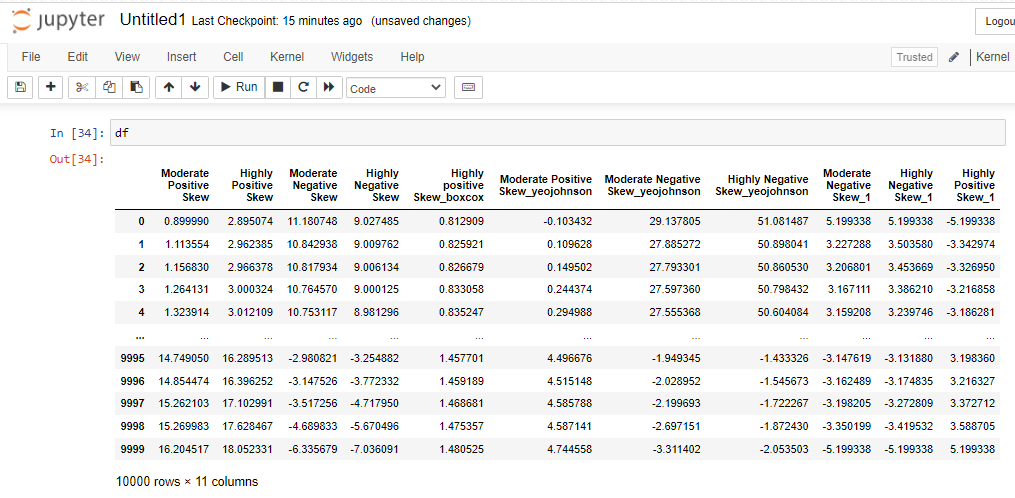 jupyter Untitled1 Last Checkpoint: 15 minutes ago (unsaved changes)
Logou
File Edit View Insert Cell Kernel Widgets Help
Trusted Kernel
Run Code
In [34]: df
Out[34]:
Moderate Positive Skew Highly Positive Skew Moderate Negative Skew Highly Negative Skew Highly positive Skew_boxcox Moderate Positive Skew_yeojohnson Moderate Negative Skew_yeojohnson Highly Negative Skew_yeojohnson Moderate Negative Skew_1 Highly Negative Skew_1 Highly Positive Skew_1
0 0.899990 2.895074 11.180748 9.027485 0.812909 -0.103432 29.137805 51.081487 5.199338 5.199338 -5.199338
1 1.113554 2.962385 10.842938 9.009762 0.825921 0.109628 27.885272 50.898041 3.227288 3.503580 -3.342974
2 1.156830 2.966378 10.817934 9.006134 0.826679 0.149502 27.793301 50.860530 3.206801 3.453669 -3.326950
3 1.264131 3.000324 10.764570 9.000125 0.833058 0.244374 27.597360 50.798432 3.167111 3.386210 -3.216858
4 1.323914 3.012109 10.753117 8.981296 0.835247 0.294988 27.555368 50.604084 3.159208 3.239746 -3.186281
... ... ... ... ... ... ... ... ... ... ... ...
9995 14.749050 16.289513 -2.980821 -3.254882 1.457701 4.496676 -1.949345 -1.433326 -3.147619 -3.131880 3.198360
9996 14.854474 16.396252 -3.147526 -3.772332 1.459189 4.515148 -2.028952 -1.545673 -3.162489 -3.174835 3.216327
9997 15.262103 17.102991 -3.517256 -4.717950 1.468681 4.585788 -2.199693 -1.722267 -3.198205 -3.272809 3.372712
9998 15.269983 17.628467 -4.689833 -5.670496 1.475357 4.587141 -2.697151 -1.872430 -3.350199 -3.419532 3.588705
9999 16.204517 18.052331 -6.335679 -7.036091 1.480525 4.744558 -3.311402 -2.053503 -5.199338 -5.199338 5.199338
10000 rows × 11 columns